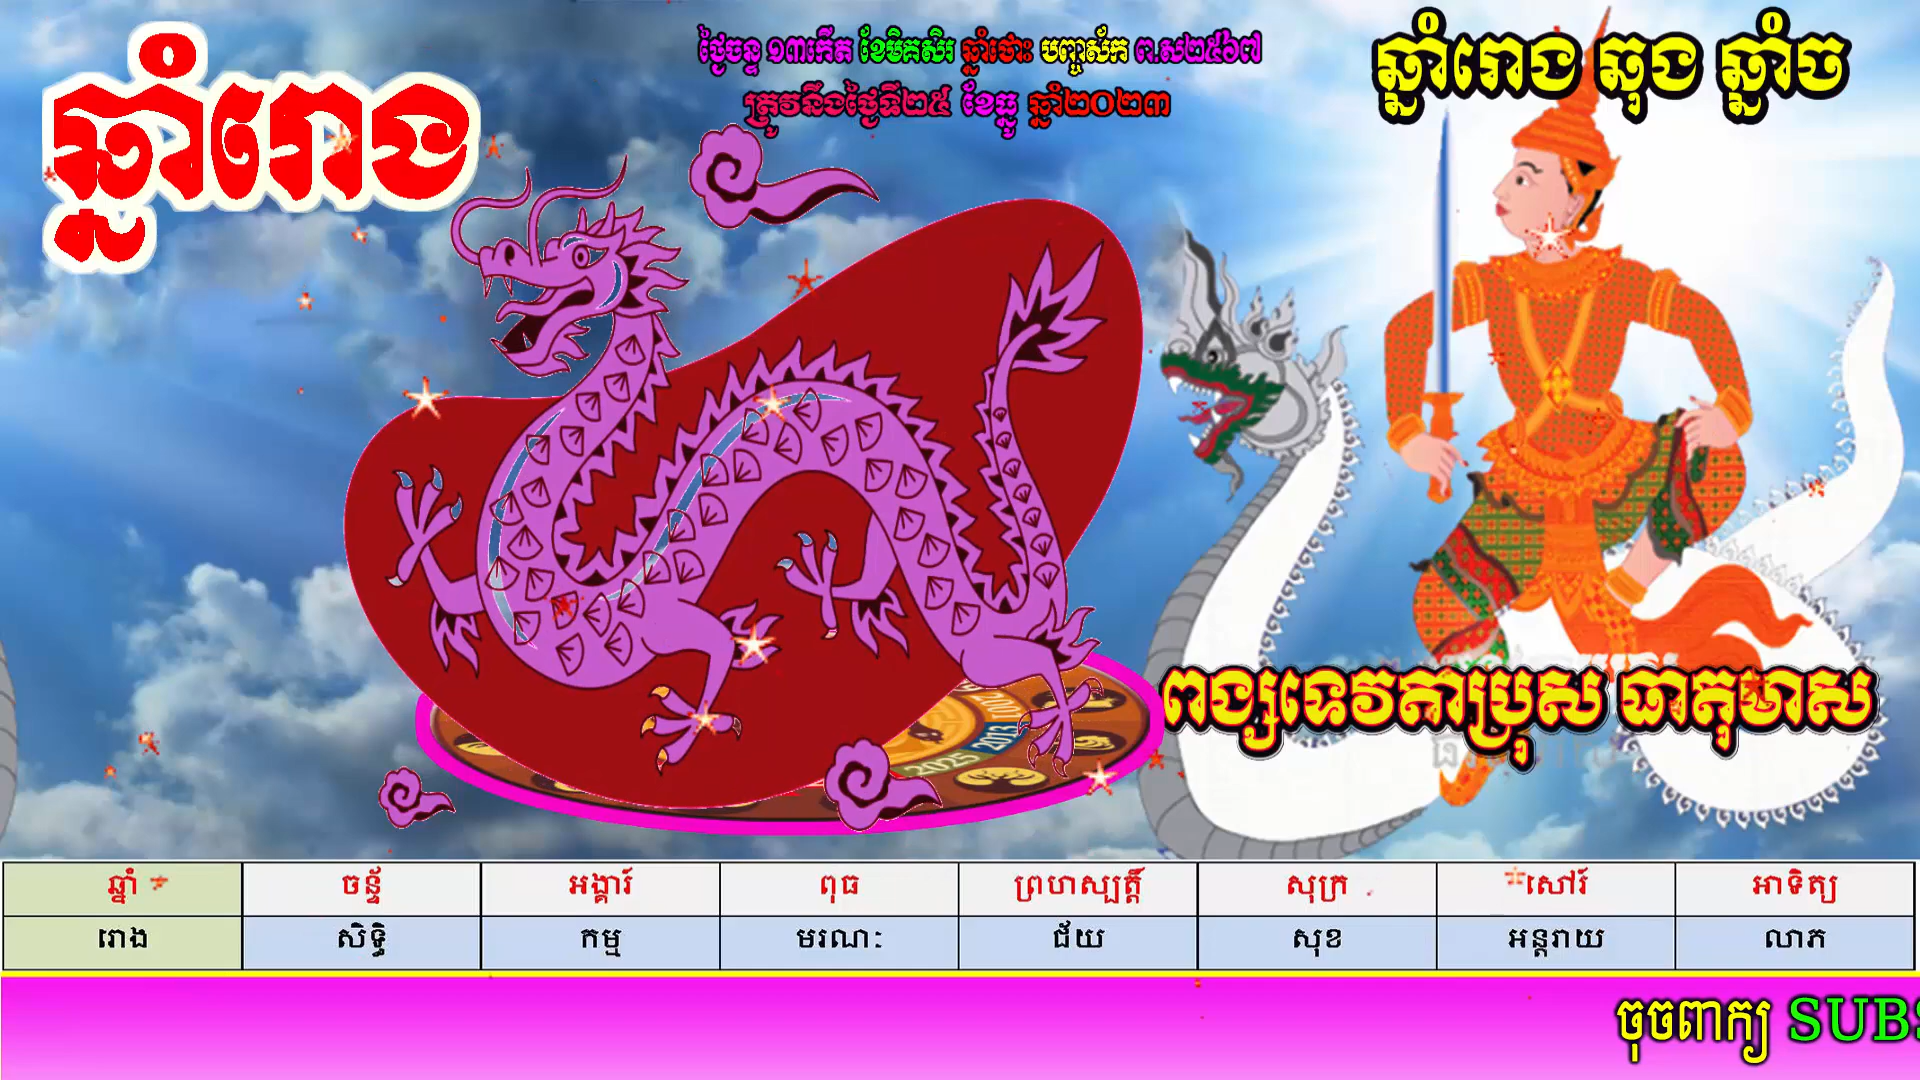 ឆ្នាំរោង
ថ្ងៃចន្ទ ១៣កើត ខែមិគសិរ ឆ្នាំថោះ បញ្ចស័ក ព.ស២៥៦៧
ត្រូវនឹងថ្ងៃទី២៥ ខែធ្នូ ឆ្នាំ២០២៣
ឆ្នាំរោង ឆុង ឆ្នាំច
ពង្សទេវតាប្រុស ធាតុមាស
2025 2013 2001
ឆ្នាំ ចន្ទ័ អង្គារ៍ ពុធ ព្រហស្បត្តិ៍ សុក្រ សៅរ៍ អាទិត្យ
រោង សិទ្ធិ កម្ម មរណៈ ជ័យ សុខ អន្តរាយ លាភ
ចុចពាក្យ SUBS